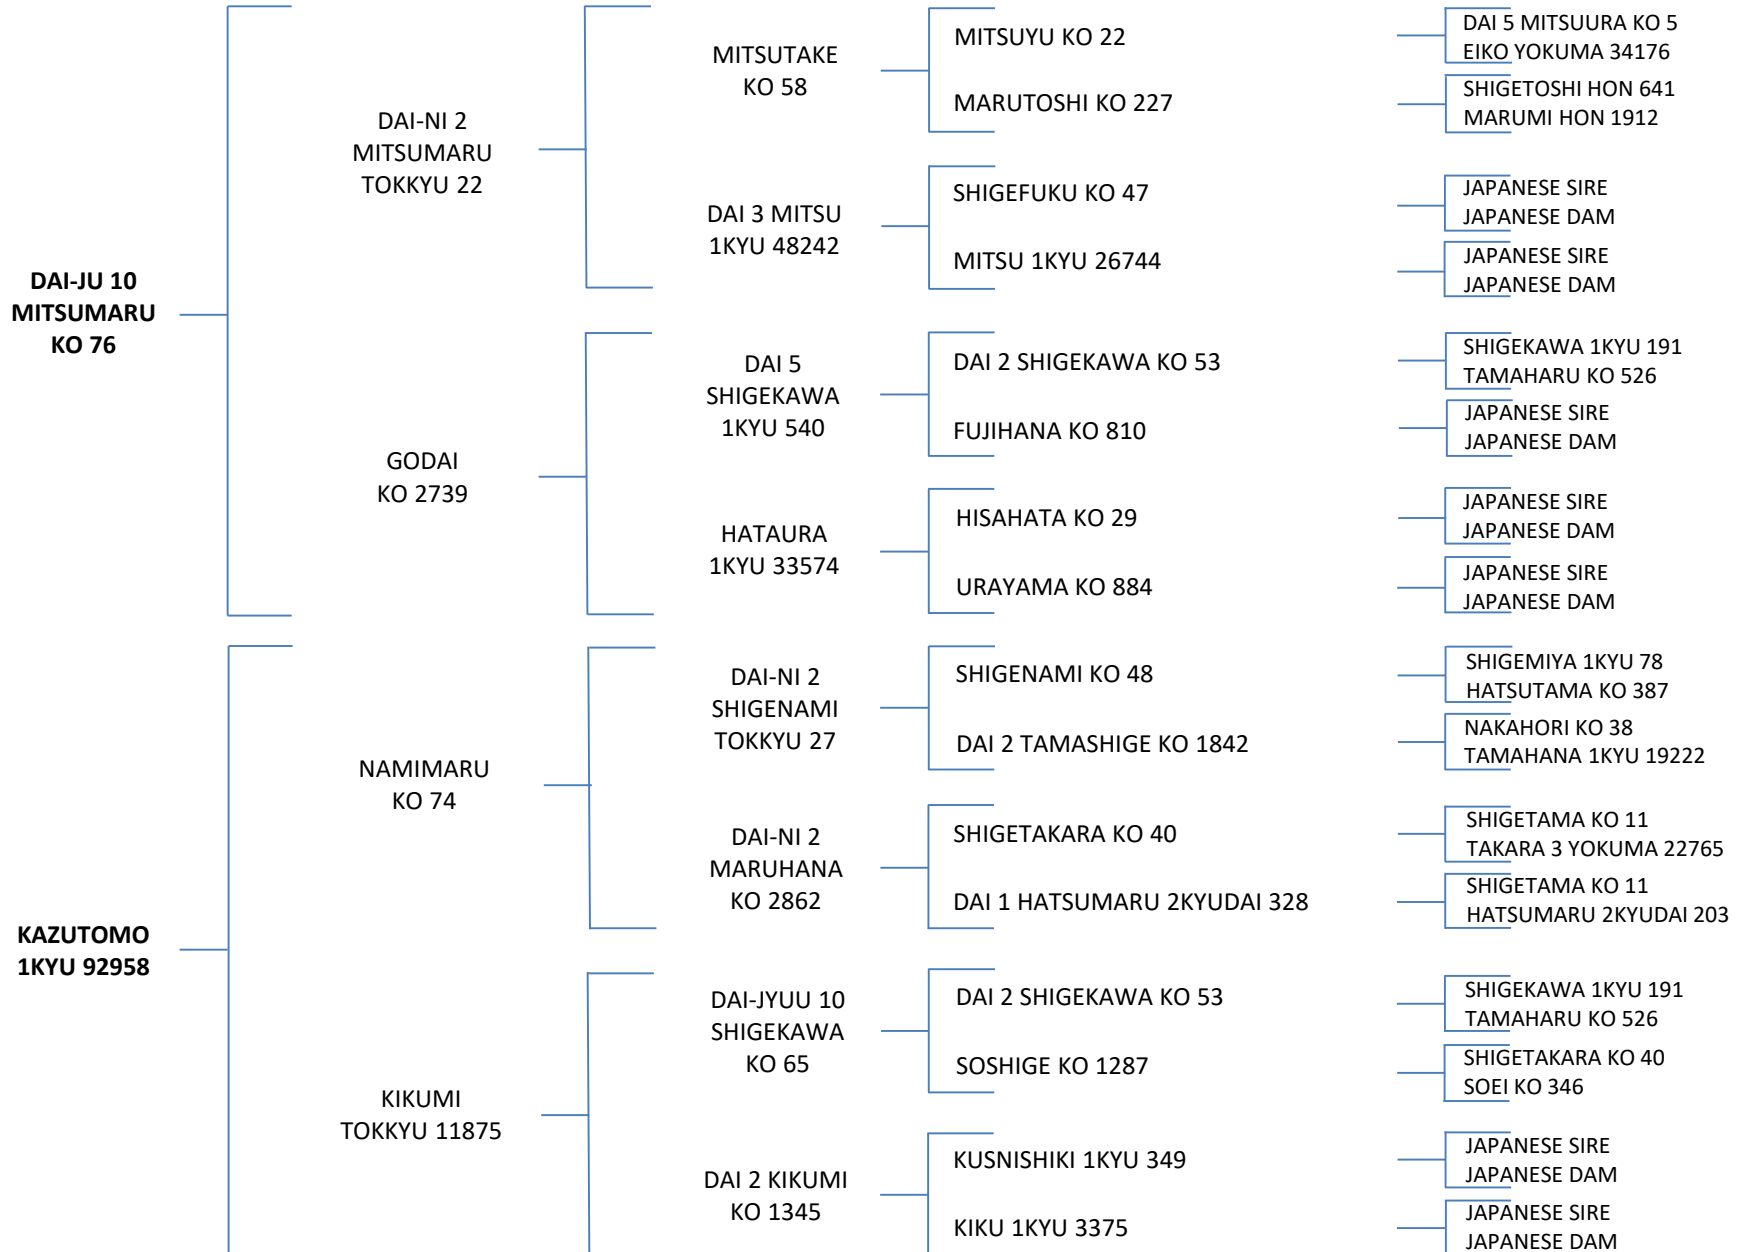 DAI-JU 10
MITSUMARU
KO 76
DAI-NI 2
MITSUMARU
TOKKYU 22
MITSUTAKE
KO 58
MITSUYU KO 22
DAI 5 MITSUURA KO 5
EIKO YOKUMA 34176
MARUTOSHI KO 227
SHIGETOSHI HON 641
MARUMI HON 1912
DAI 3 MITSU
1KYU 48242
SHIGEFUKU KO 47
JAPANESE SIRE
JAPANESE DAM
MITSU 1KYU 26744
JAPANESE SIRE
JAPANESE DAM
GODAI
KO 2739
DAI 5
SHIGEKAWA
1KYU 540
DAI 2 SHIGEKAWA KO 53
SHIGEKAWA 1KYU 191
TAMAHARU KO 526
FUJIHANA KO 810
JAPANESE SIRE
JAPANESE DAM
HATAURA
1KYU 33574
HISAHATA KO 29
JAPANESE SIRE
JAPANESE DAM
URAYAMA KO 884
JAPANESE SIRE
JAPANESE DAM
KAZUTOMO
1KYU 92958
NAMIMARU
KO 74
DAI-NI 2
SHIGENAMI
TOKKYU 27
SHIGENAMI KO 48
SHIGEMIYA 1KYU 78
HATSUTAMA KO 387
DAI 2 TAMASHIGE KO 1842
NAKAHORI KO 38
TAMAHANA 1KYU 19222
DAI-NI 2
MARUHANA
KO 2862
SHIGETAKARA KO 40
SHIGETAMA KO 11
TAKARA 3 YOKUMA 22765
DAI 1 HATSUMARU 2KYUDAI 328
SHIGETAMA KO 11
HATSUMARU 2KYUDAI 203
KIKUMI
TOKKYU 11875
DAI-JYUU 10
SHIGEKAWA
KO 65
DAI 2 SHIGEKAWA KO 53
SHIGEKAWA 1KYU 191
TAMAHARU KO 526
SOSHIGE KO 1287
SHIGETAKARA KO 40
SOEI KO 346
DAI 2 KIKUMI
KO 1345
KUSNISHIKI 1KYU 349
JAPANESE SIRE
JAPANESE DAM
KIKU 1KYU 3375
JAPANESE SIRE
JAPANESE DAM